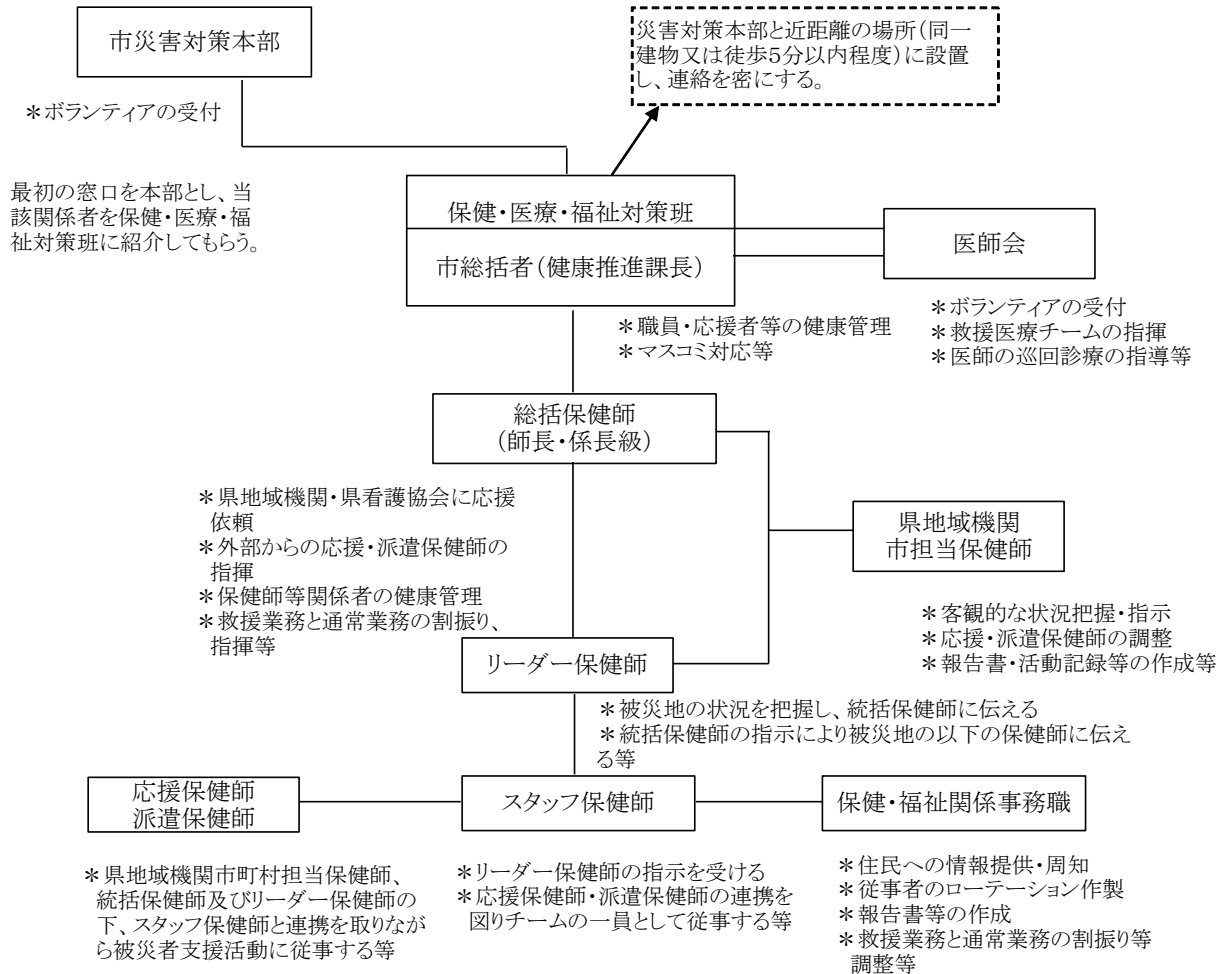 市災害対策本部
災害対策本部と近距離の場所(同一
建物又は徒歩5分以内程度)に設置
し、連絡を密にする。
＊ボランティアの受付
最初の窓口を本部とし、当
該関係者を保健・医療・福
祉対策班に紹介してもらう。
保健・医療・福祉対策班
市総括者(健康推進課長)
医師会
＊職員・応援者等の健康管理
＊マスコミ対応等
＊ボランティアの受付
＊救援医療チームの指揮
＊医師の巡回診療の指導等
総括保健師
(師長・係長級)
＊県地域機関・県看護協会に応援
依頼
＊外部からの応援・派遣保健師の
指揮
＊保健師等関係者の健康管理
＊救援業務と通常業務の割振り、
指揮等
県地域機関
市担当保健師
＊客観的な状況把握・指示
＊応援・派遣保健師の調整
＊報告書・活動記録等の作成等
リーダー保健師
＊被災地の状況を把握し、統括保健師に伝える
＊統括保健師の指示により被災地の以下の保健師に伝え
る等
応援保健師
派遣保健師
スタッフ保健師
保健・福祉関係事務職
＊県地域機関市町村担当保健師、
統括保健師及びリーダー保健師の
下、スタッフ保健師と連携を取りなが
ら被災者支援活動に従事する等
＊リーダー保健師の指示を受ける
＊応援保健師・派遣保健師の連携を
図りチームの一員として従事する等
＊住民への情報提供・周知
＊従事者のローテーション作製
＊報告書等の作成
＊救援業務と通常業務の割振り等
調整等